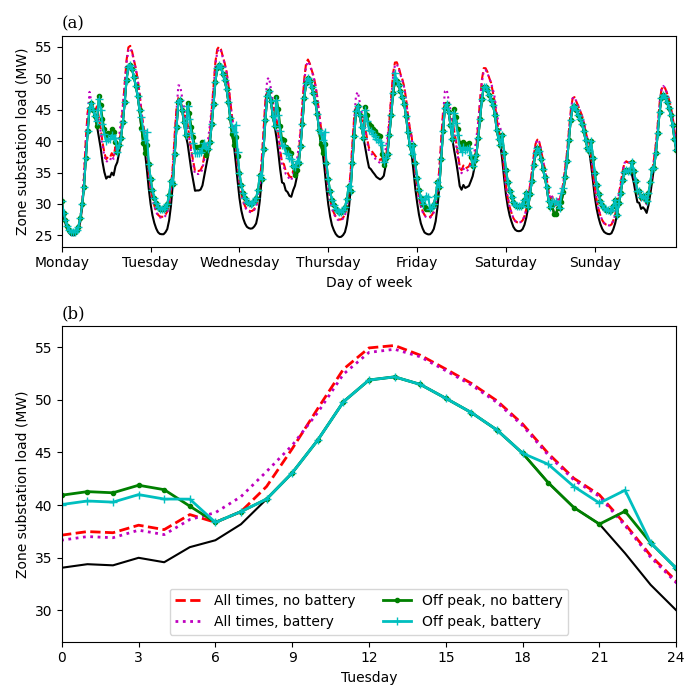 (a)
Zone substation load (MW)
55
50
45
40
35
30
25
Monday Tuesday Wednesday Thursday Friday Saturday Sunday
Day of week
(b)
Zone substation load (MW)
55
50
45
40
35
30
All times, no battery Off peak, no battery
All times, battery Off peak, battery
0 3 6 9 12 15 18 21 24
Tuesday